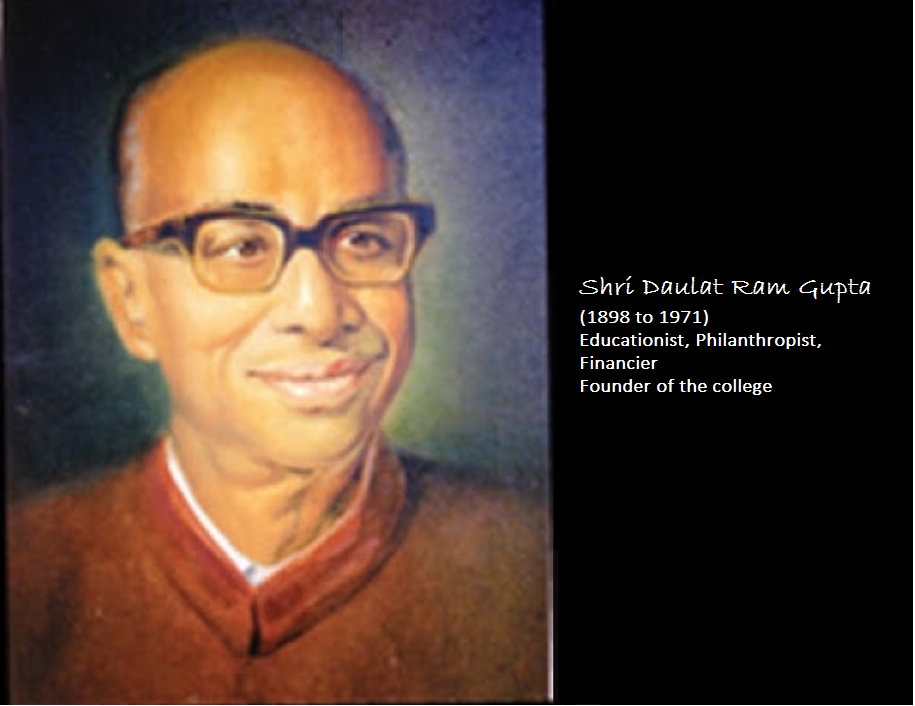 Shri Daulat Ram Gupta
(1898 to 1971)
Educationist, Philanthropist,
Financier
Founder of the college